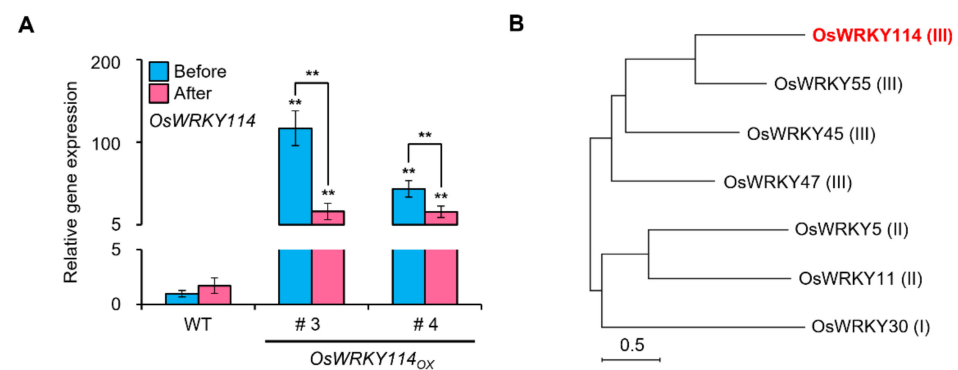 A
Relative gene expression
200
100
5
5
0
Before
After
OsWRKY114
**
**
**
**
**
**
WT
# 3
# 4
OsWRKY114OX
B
OsWRKY114 (III)
OsWRKY55 (III)
OsWRKY45 (III)
OsWRKY47 (III)
OsWRKY5 (II)
OsWRKY11 (II)
OsWRKY30 (I)
0.5